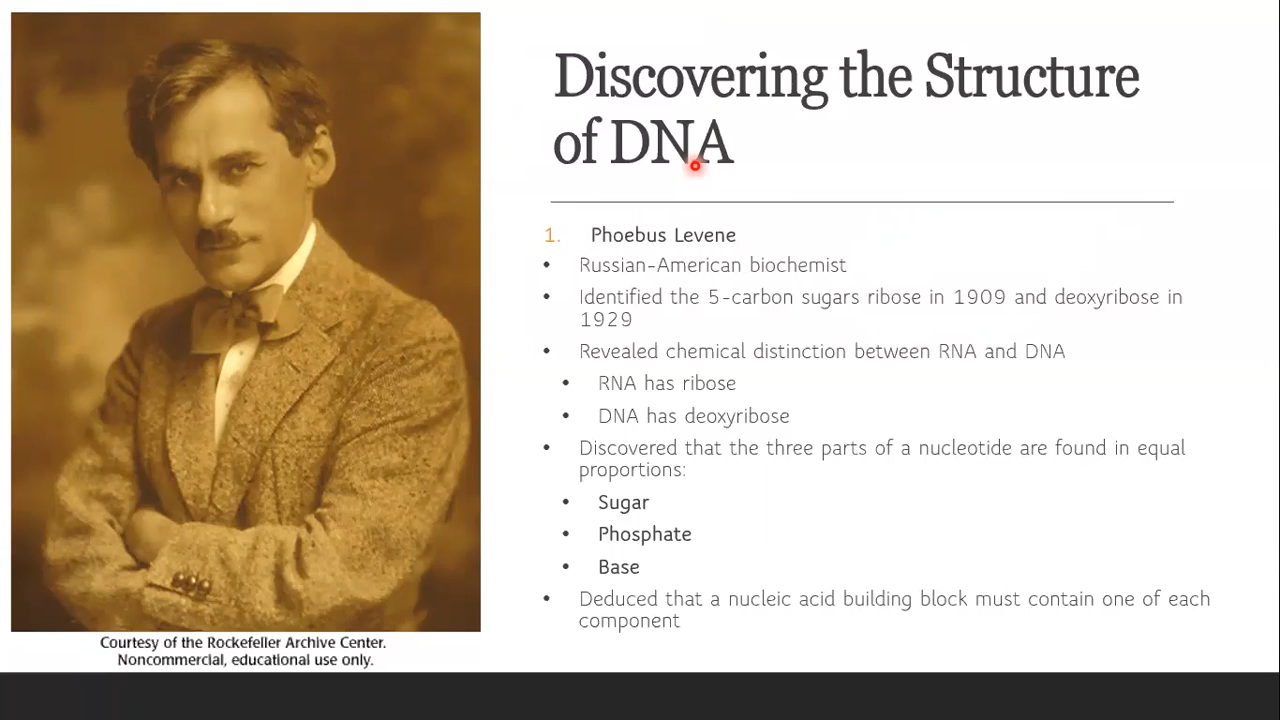 Discovering the Structure
of DNA
1. Phoebus Levene
• Russian-American biochemist
• Identified the 5-carbon sugars ribose in 1909 and deoxyribose in
1929
• Revealed chemical distinction between RNA and DNA
• RNA has ribose
• DNA has deoxyribose
• Discovered that the three parts of a nucleotide are found in equal
proportions:
• Sugar
• Phosphate
• Base
• Deduced that a nucleic acid building block must contain one of each
component
Courtesy of the Rockefeller Archive Center.
Noncommercial, educational use only.